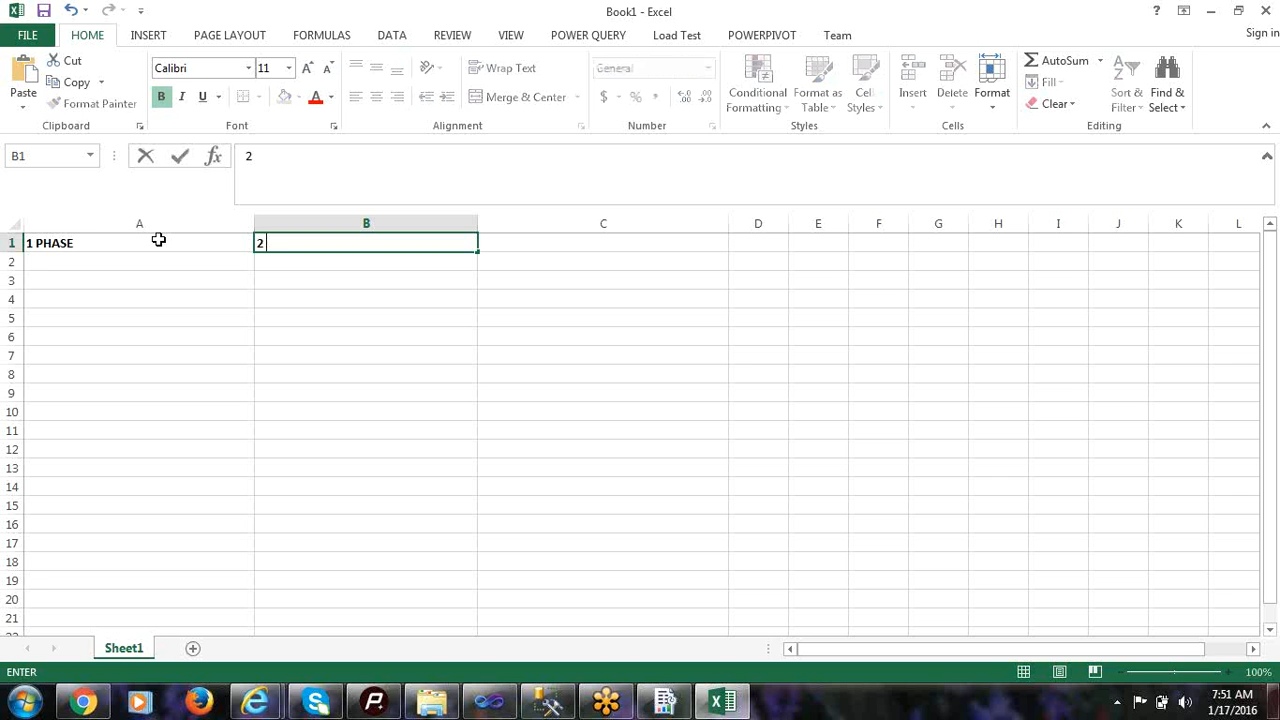 Book1 - Excel
?
FILE HOME INSERT PAGE LAYOUT FORMULAS DATA REVIEW VIEW POWER QUERY Load Test POWERPIVOT Team Sign in
Paste Cut Copy Format Painter
Calibri 11
B I U A
Wrap Text
Merge & Center
General
$ % ,
Conditional Formatting
Format as Table
Cell Styles
Insert Delete Format
AutoSum Fill Clear
Sort & Filter
Find & Select
Clipboard Font Alignment Number Styles Cells Editing
B1 fx 2
A B C D E F G H I J K L
1 1 PHASE 2
2
3
4
5
6
7
8
9
10
11
12
13
14
15
16
17
18
19
20
21
22
Sheet1
ENTER 100%
7:51 AM
1/17/2016